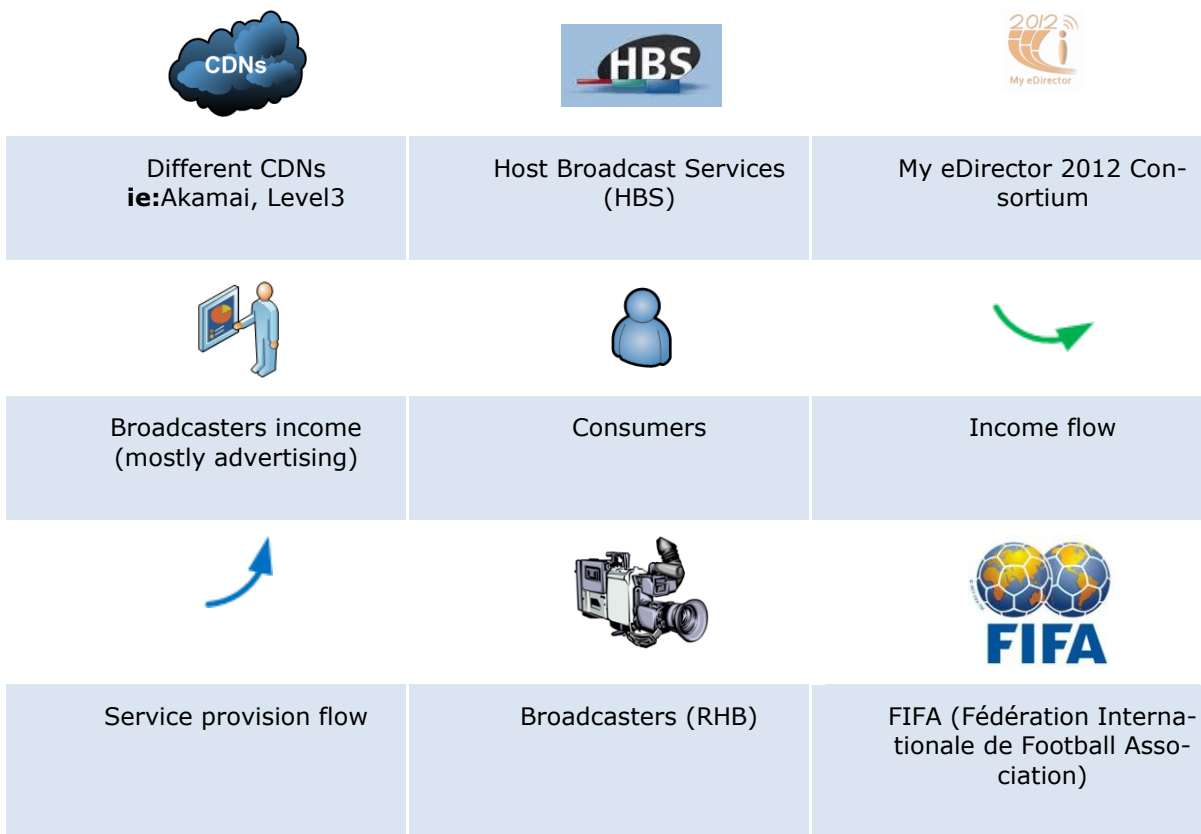 CDNs
HBS
2012
My eDirector
Different CDNs
ie:Akamai, Level3
Host Broadcast Services
(HBS)
My eDirector 2012 Con-
sortium
Broadcasters income
(mostly advertising)
Consumers
Income flow
FIFA
Service provision flow
Broadcasters (RHB)
FIFA (Fédération Interna-
tionale de Football Asso-
ciation)